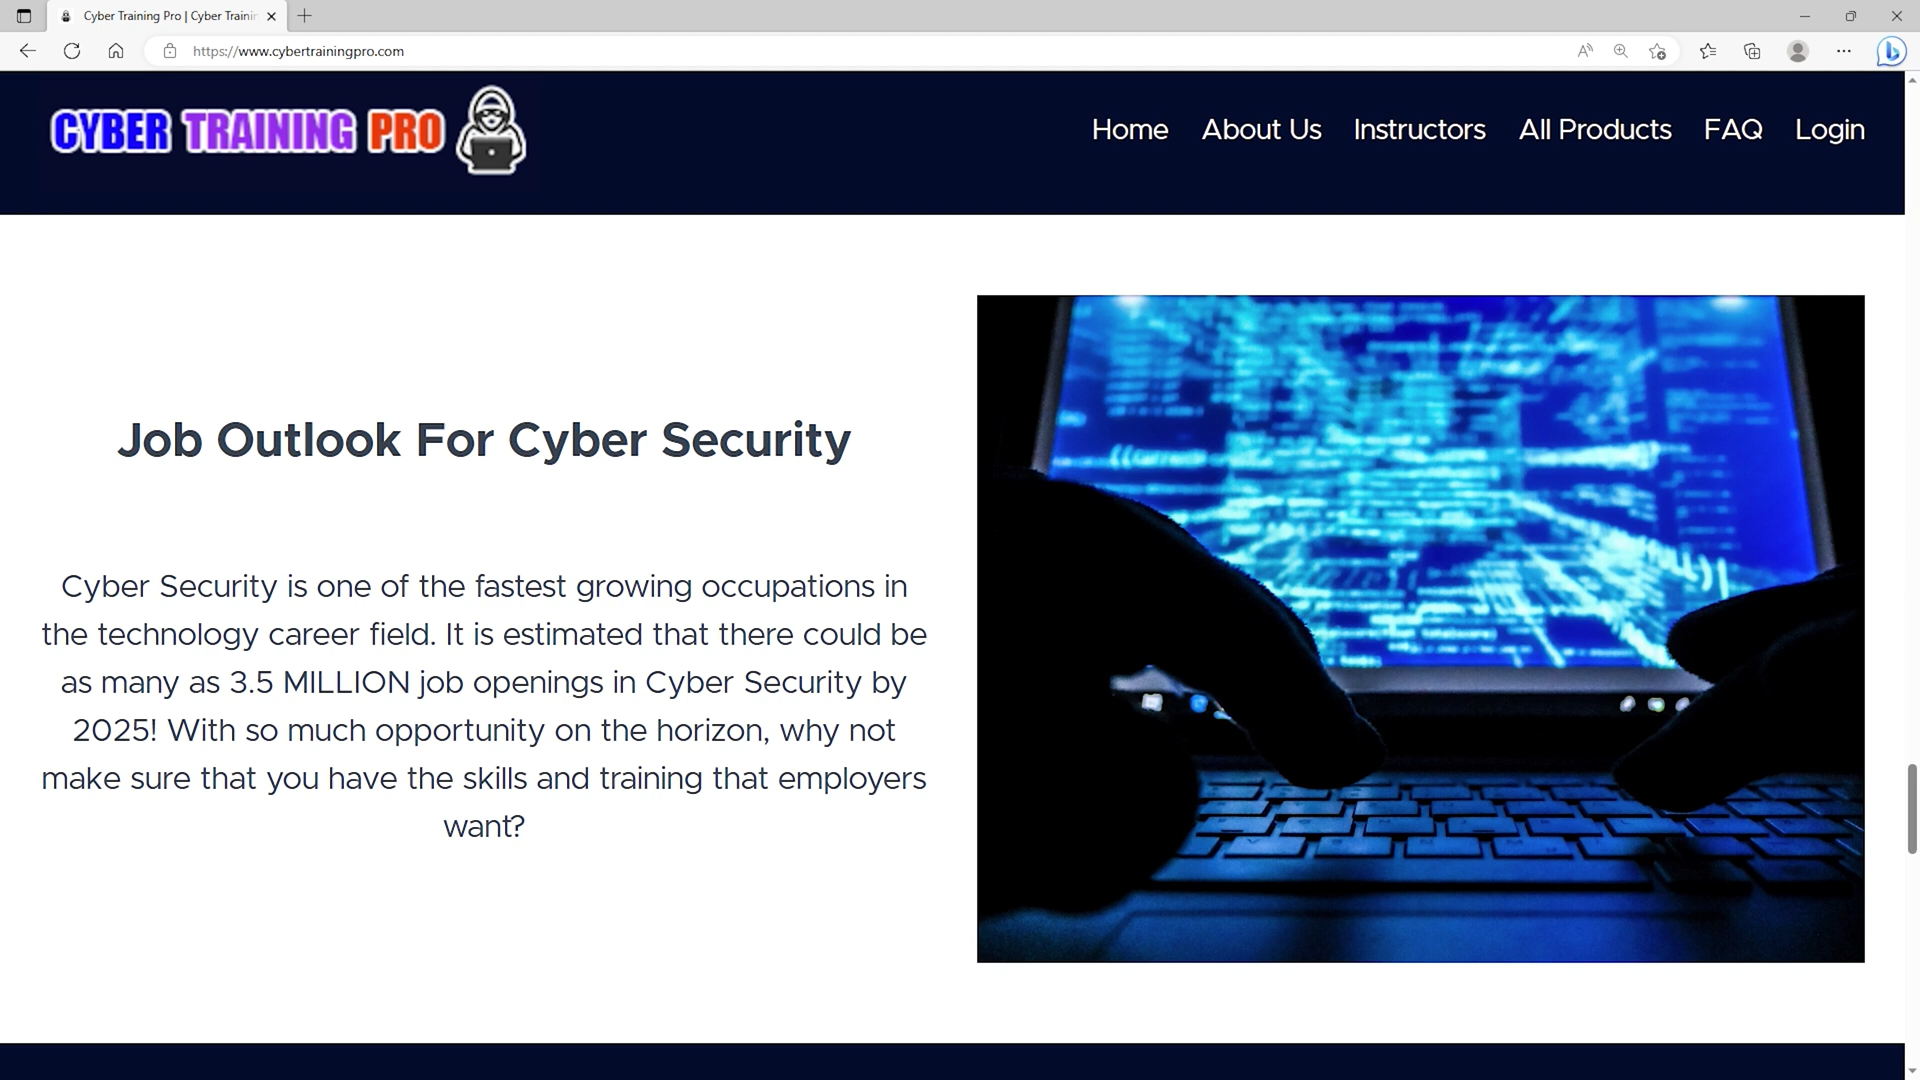 Cyber Training Pro | Cyber Trainin
https://www.cybertrainingpro.com
CYBER TRAINING PRO
Home About Us Instructors All Products FAQ Login
Job Outlook For Cyber Security
Cyber Security is one of the fastest growing occupations in
the technology career field. It is estimated that there could be
as many as 3.5 MILLION job openings in Cyber Security by
2025! With so much opportunity on the horizon, why not
make sure that you have the skills and training that employers
want?